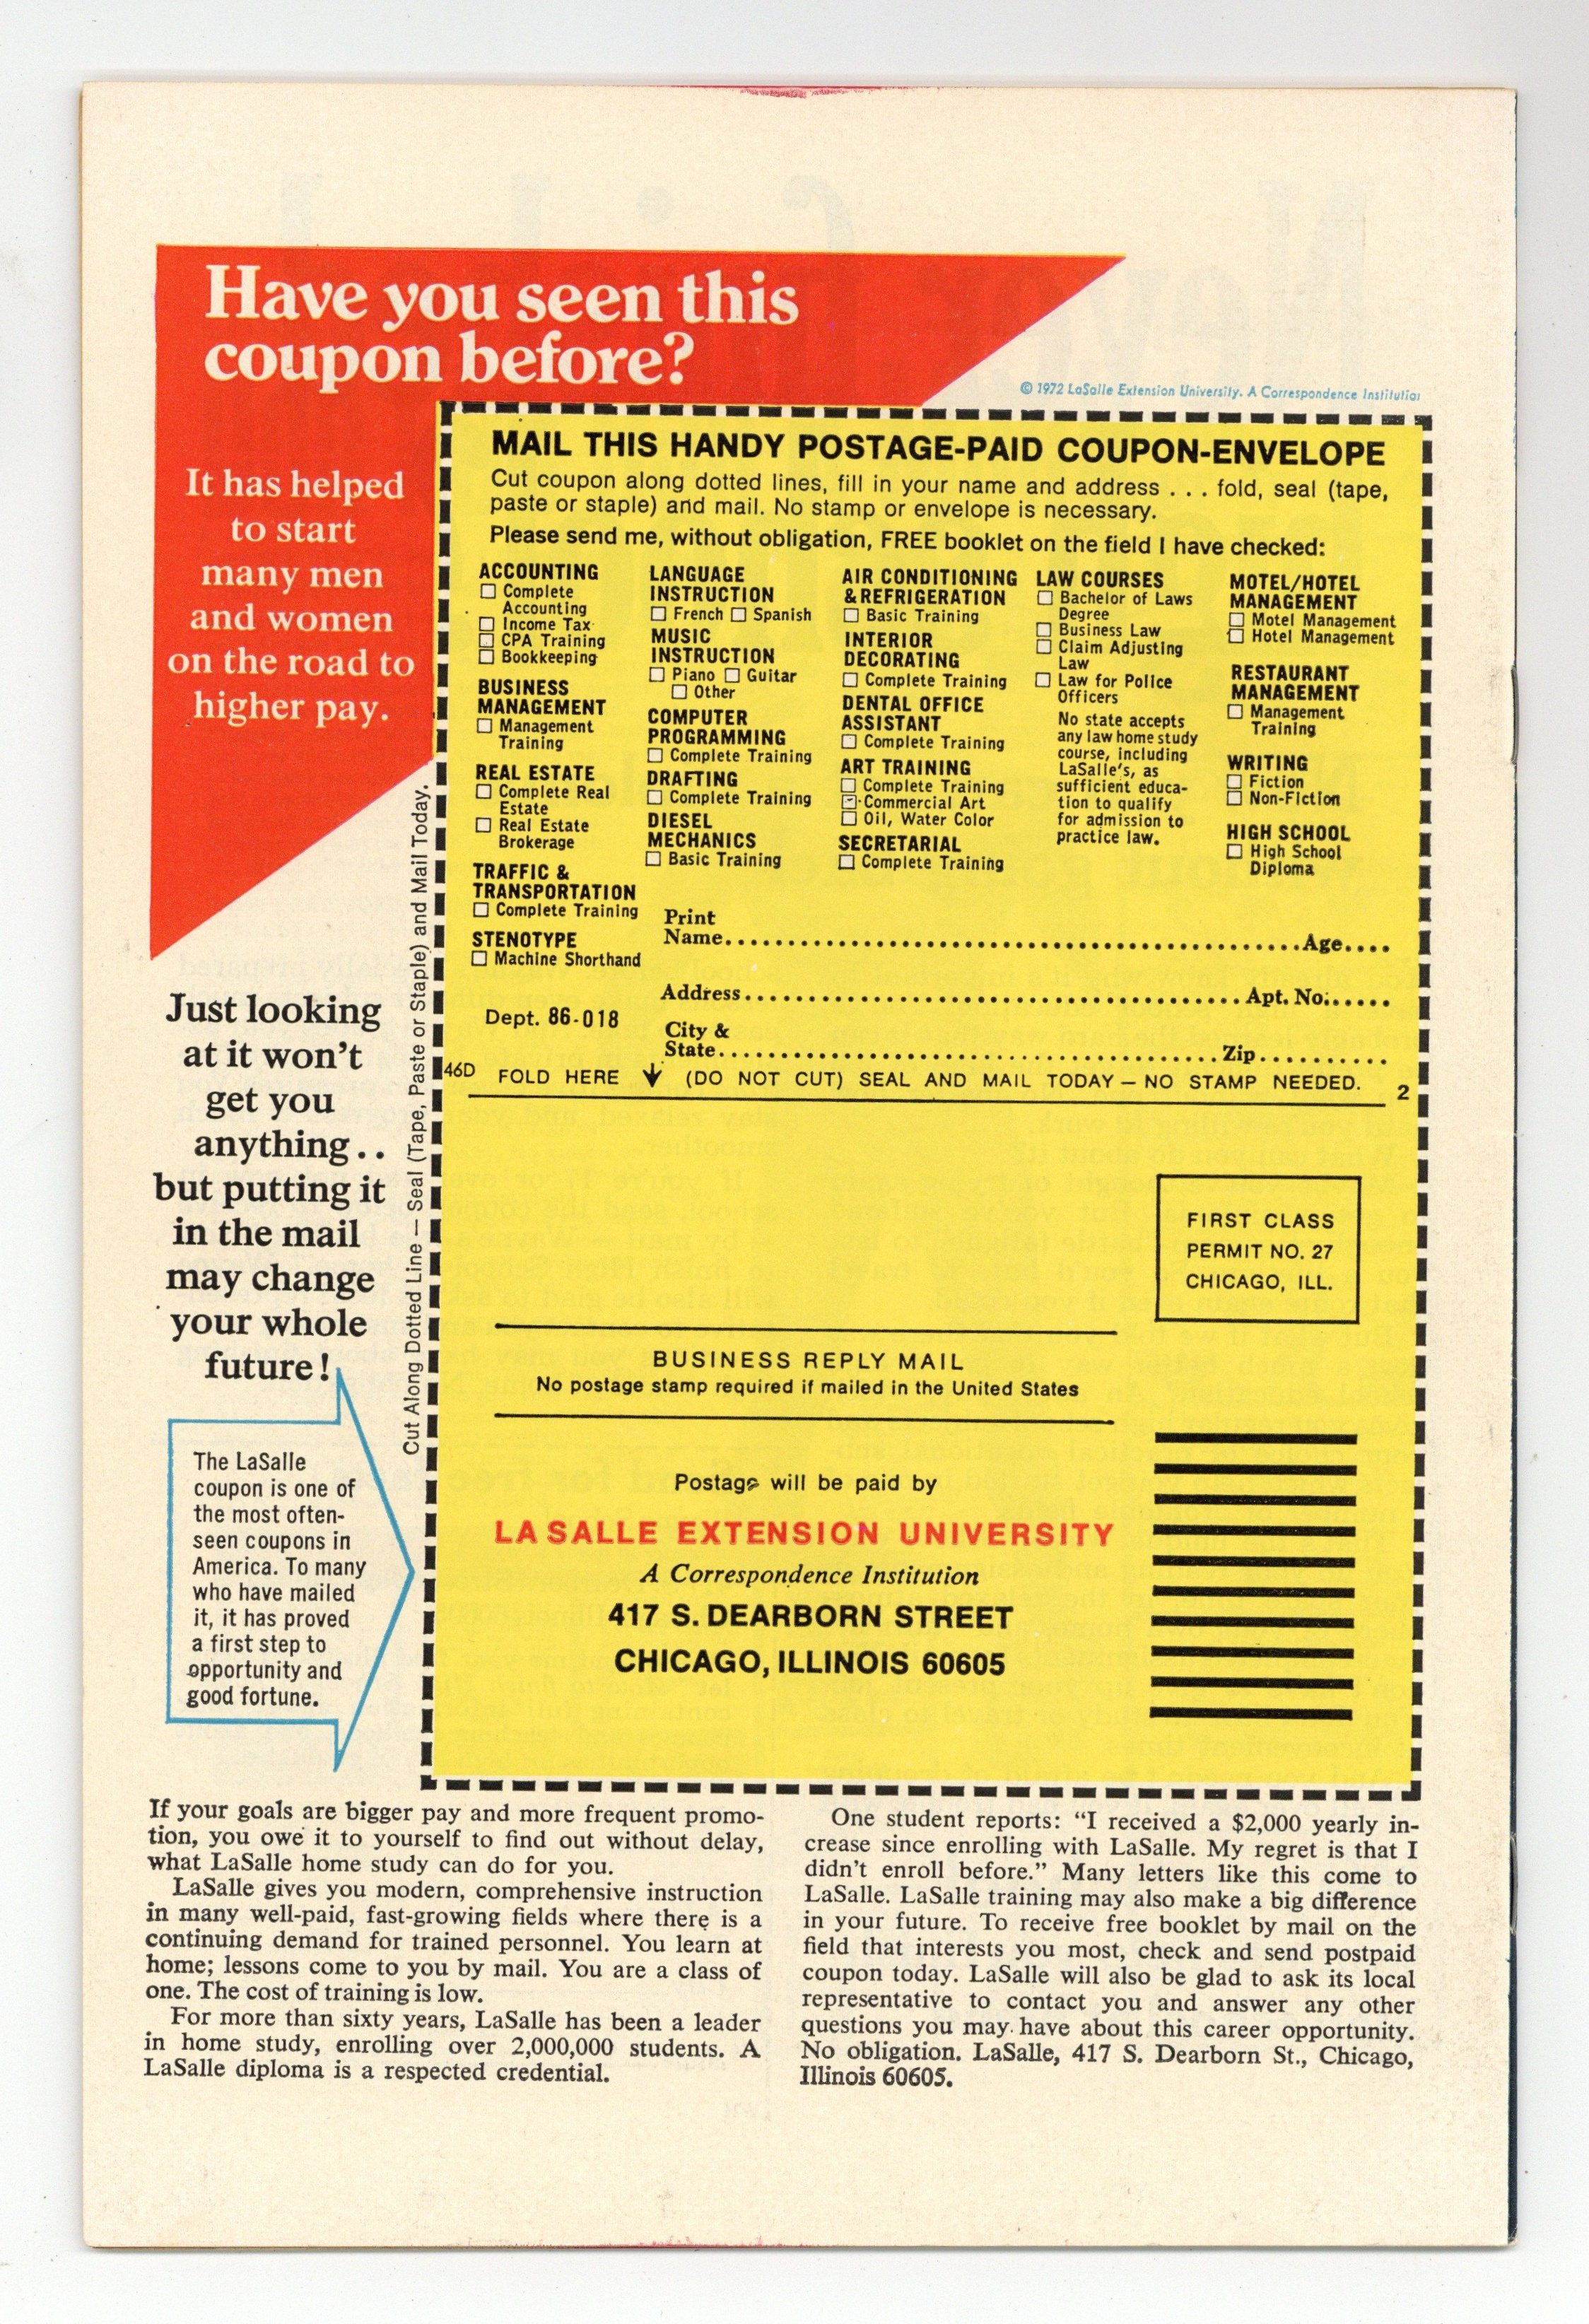 Have you seen this
coupon before?
It has helped
to start
many men
and women
on the road to
higher pay.
© 1972 LaSalle Extension University. A Correspondence Institution
MAIL THIS HANDY POSTAGE-PAID COUPON-ENVELOPE
Cut coupon along dotted lines, fill in your name and address . . . fold, seal (tape,
paste or staple) and mail. No stamp or envelope is necessary.
Please send me, without obligation, FREE booklet on the field I have checked:
ACCOUNTING
☐ Complete
Accounting
☐ Income Tax
☐ CPA Training
☐ Bookkeeping
BUSINESS
MANAGEMENT
☐ Management
Training
REAL ESTATE
☐ Complete Real
Estate
☐ Real Estate
Brokerage
TRAFFIC &
TRANSPORTATION
☐ Complete Training
STENOTYPE
☐ Machine Shorthand
LANGUAGE
INSTRUCTION
☐ French ☐ Spanish
MUSIC
INSTRUCTION
☐ Piano ☐ Guitar
☐ Other
COMPUTER
PROGRAMMING
☐ Complete Training
DRAFTING
☐ Complete Training
DIESEL
MECHANICS
☐ Basic Training
AIR CONDITIONING
& REFRIGERATION
☐ Basic Training
INTERIOR
DECORATING
☐ Complete Training
DENTAL OFFICE
ASSISTANT
☐ Complete Training
ART TRAINING
☐ Complete Training
☐ Commercial Art
☐ Oil, Water Color
SECRETARIAL
☐ Complete Training
LAW COURSES
☐ Bachelor of Laws
Degree
☐ Business Law
☐ Claim Adjusting
Law
☐ Law for Police
Officers
No state accepts
any law home study
course, including
LaSalle's, as
sufficient educa-
tion to qualify
for admission to
practice law.
MOTEL/HOTEL
MANAGEMENT
☐ Motel Management
☐ Hotel Management
RESTAURANT
MANAGEMENT
☐ Management
Training
WRITING
☐ Fiction
☐ Non-Fiction
HIGH SCHOOL
☐ High School
Diploma
Print
Name.................................................Age....
Address..........................................Apt. No......
City &
State...........................................Zip..........
Dept. 86-018
46D FOLD HERE ↓ (DO NOT CUT) SEAL AND MAIL TODAY — NO STAMP NEEDED. 2
Cut Along Dotted Line — Seal (Tape, Paste or Staple) and Mail Today.
Just looking
at it won't
get you
anything..
but putting it
in the mail
may change
your whole
future!
The LaSalle
coupon is one of
the most often-
seen coupons in
America. To many
who have mailed
it, it has proved
a first step to
opportunity and
good fortune.
FIRST CLASS
PERMIT NO. 27
CHICAGO, ILL.
BUSINESS REPLY MAIL
No postage stamp required if mailed in the United States
Postage will be paid by
LA SALLE EXTENSION UNIVERSITY
A Correspondence Institution
417 S. DEARBORN STREET
CHICAGO, ILLINOIS 60605
If your goals are bigger pay and more frequent promo-
tion, you owe it to yourself to find out without delay,
what LaSalle home study can do for you.
LaSalle gives you modern, comprehensive instruction
in many well-paid, fast-growing fields where there is a
continuing demand for trained personnel. You learn at
home; lessons come to you by mail. You are a class of
one. The cost of training is low.
For more than sixty years, LaSalle has been a leader
in home study, enrolling over 2,000,000 students. A
LaSalle diploma is a respected credential.
One student reports: "I received a $2,000 yearly in-
crease since enrolling with LaSalle. My regret is that I
didn't enroll before." Many letters like this come to
LaSalle. LaSalle training may also make a big difference
in your future. To receive free booklet by mail on the
field that interests you most, check and send postpaid
coupon today. LaSalle will also be glad to ask its local
representative to contact you and answer any other
questions you may have about this career opportunity.
No obligation. LaSalle, 417 S. Dearborn St., Chicago,
Illinois 60605.